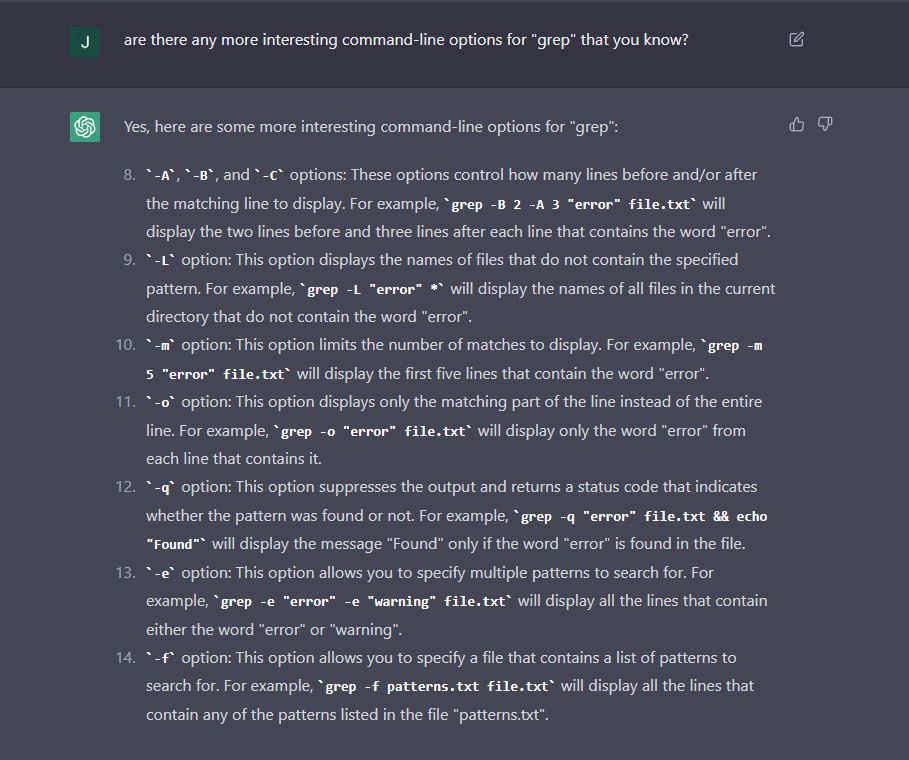 J are there any more interesting command-line options for "grep" that you know?
Yes, here are some more interesting command-line options for "grep":
8. `-A`, `-B`, and `-C` options: These options control how many lines before and/or after
the matching line to display. For example, `grep -B 2 -A 3 "error" file.txt` will
display the two lines before and three lines after each line that contains the word "error".
9. `-L` option: This option displays the names of files that do not contain the specified
pattern. For example, `grep -L "error" *` will display the names of all files in the current
directory that do not contain the word "error".
10. `-m` option: This option limits the number of matches to display. For example, `grep -m
5 "error" file.txt` will display the first five lines that contain the word "error".
11. `-o` option: This option displays only the matching part of the line instead of the entire
line. For example, `grep -o "error" file.txt` will display only the word "error" from
each line that contains it.
12. `-q` option: This option suppresses the output and returns a status code that indicates
whether the pattern was found or not. For example, `grep -q "error" file.txt && echo
"Found"` will display the message "Found" only if the word "error" is found in the file.
13. `-e` option: This option allows you to specify multiple patterns to search for. For
example, `grep -e "error" -e "warning" file.txt` will display all the lines that contain
either the word "error" or "warning".
14. `-f` option: This option allows you to specify a file that contains a list of patterns to
search for. For example, `grep -f patterns.txt file.txt` will display all the lines that
contain any of the patterns listed in the file "patterns.txt".